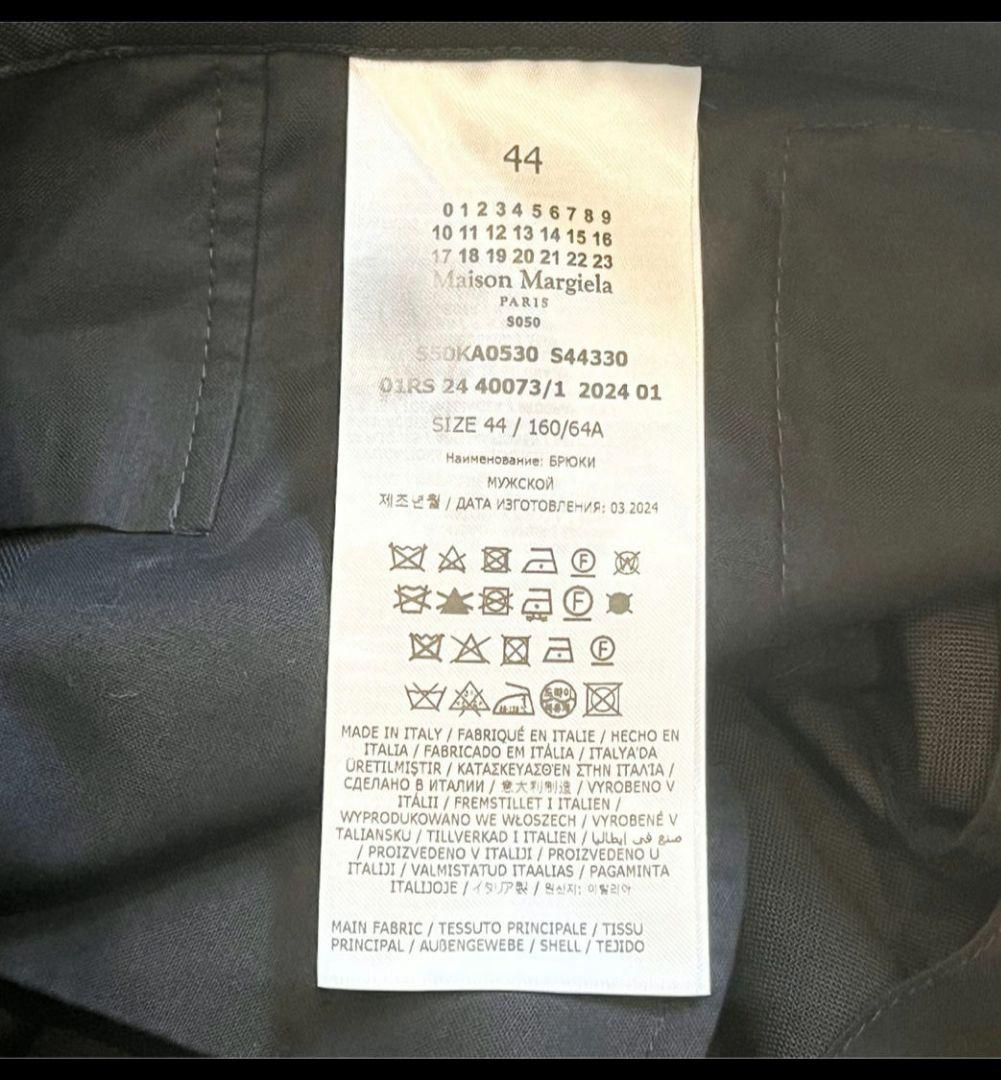 44
0 1 2 3 4 5 6 7 8 9
10 11 12 13 14 15 16
17 18 19 20 21 22 23
Maison Margiela
PARIS
S050
S50KA0530 S44330
01RS 24 40073/1 2024 01
SIZE 44 / 160/64A
Наименование: БРЮКИ
МУЖСКОЙ
제조년월 / ДАТА ИЗГОТОВЛЕНИЯ: 03.2024
F W
F
F
드라이
MADE IN ITALY / FABRIQUÉ EN ITALIE / HECHO EN
ITALIA / FABRICADO EM ITÁLIA / ITALYA'DA
ÜRETILMIŞTIR / ΚΑΤΑΣΚΕΥΑΣΘΈΝ ΣΤΗΝ ΙΤΑΛΊΑ /
СДЕЛАНО В ИТАЛИИ / 意大利制造 / VYROBENO V
ITÁLII / FREMSTILLET I ITALIEN /
WYPRODUKOWANO WE WŁOSZECH / VYROBENÉ V
TALIANSKU / TILLVERKAD I ITALIEN / صنع في ايطاليا
/ PROIZVEDENO V ITALIJI / PROIZVEDENO U
ITALIJI / VALMISTATUD ITAALIAS / PAGAMINTA
ITALIJOJE / イタリア製 / 원산지: 이탈리아
MAIN FABRIC / TESSUTO PRINCIPALE / TISSU
PRINCIPAL / AUßENGEWEBE / SHELL / TEJIDO